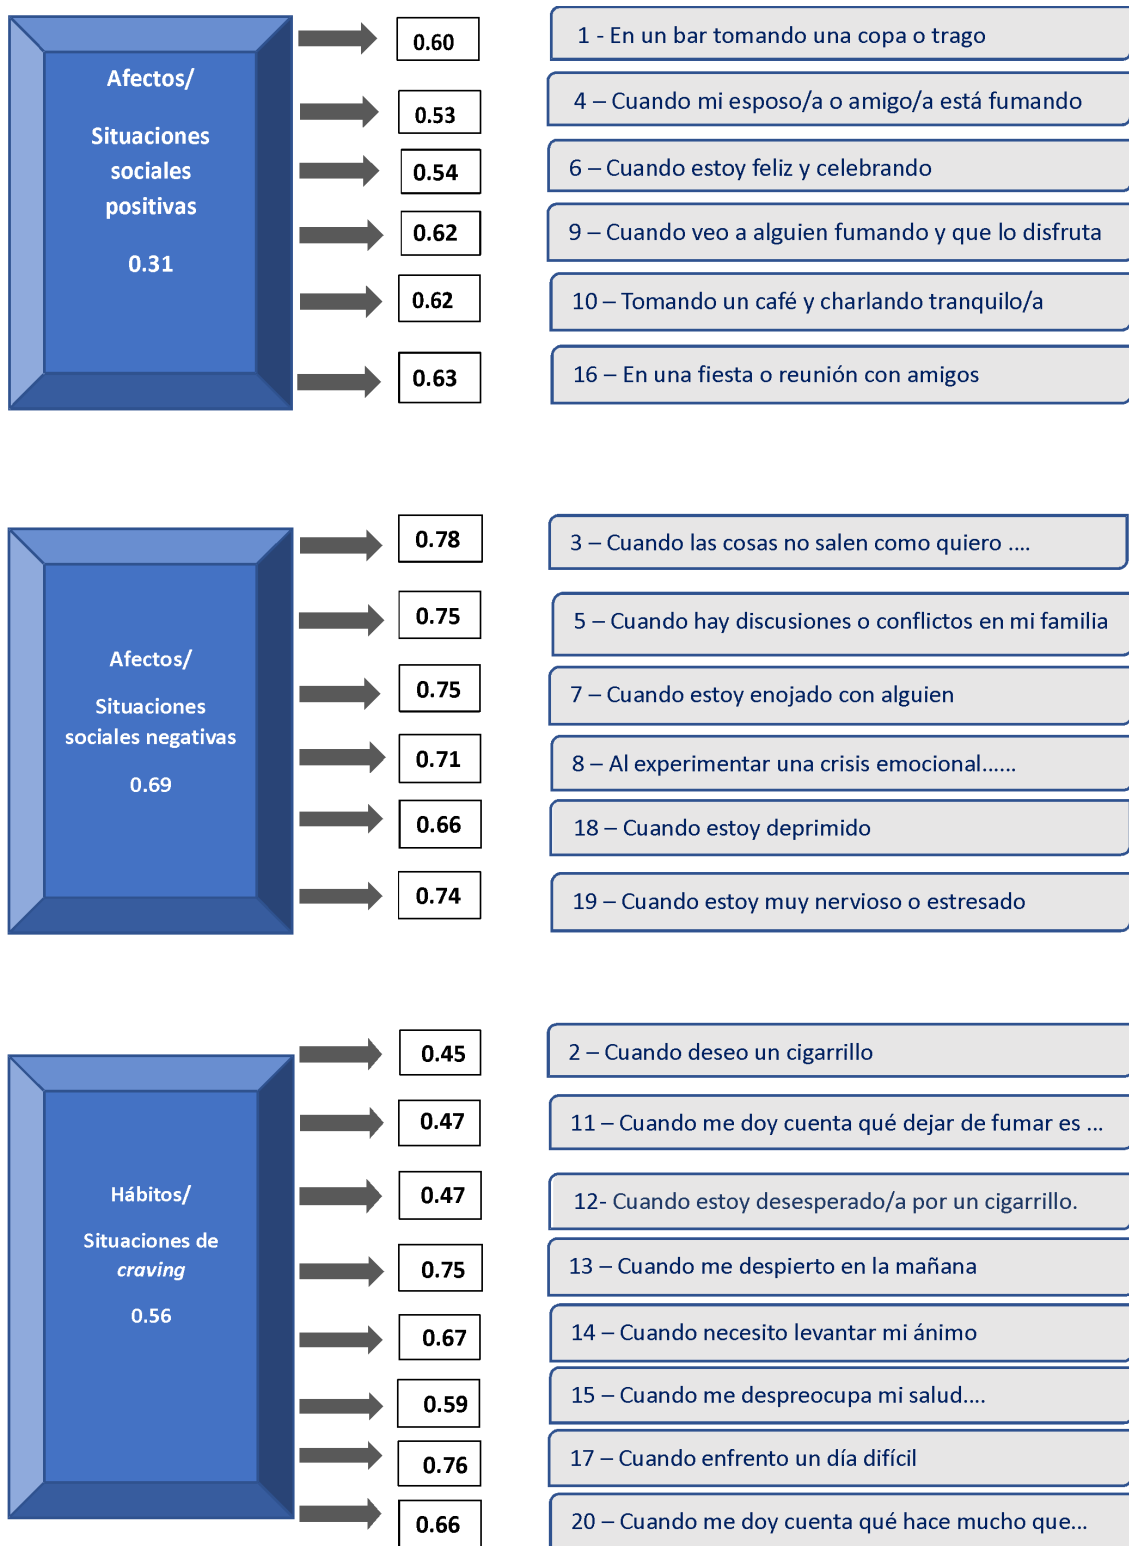 Afectos/
Situaciones
sociales
positivas
0.31
0.60
1 - En un bar tomando una copa o trago
0.53
4 – Cuando mi esposo/a o amigo/a está fumando
0.54
6 – Cuando estoy feliz y celebrando
0.62
9 – Cuando veo a alguien fumando y que lo disfruta
0.62
10 – Tomando un café y charlando tranquilo/a
0.63
16 – En una fiesta o reunión con amigos
Afectos/
Situaciones
sociales negativas
0.69
0.78
3 – Cuando las cosas no salen como quiero ....
0.75
5 – Cuando hay discusiones o conflictos en mi familia
0.75
7 – Cuando estoy enojado con alguien
0.71
8 – Al experimentar una crisis emocional......
0.66
18 – Cuando estoy deprimido
0.74
19 – Cuando estoy muy nervioso o estresado
Hábitos/
Situaciones de
craving
0.56
0.45
2 – Cuando deseo un cigarrillo
0.47
11 – Cuando me doy cuenta qué dejar de fumar es ...
0.47
12- Cuando estoy desesperado/a por un cigarrillo.
0.75
13 – Cuando me despierto en la mañana
0.67
14 – Cuando necesito levantar mi ánimo
0.59
15 – Cuando me despreocupa mi salud....
0.76
17 – Cuando enfrento un día difícil
0.66
20 – Cuando me doy cuenta qué hace mucho que...